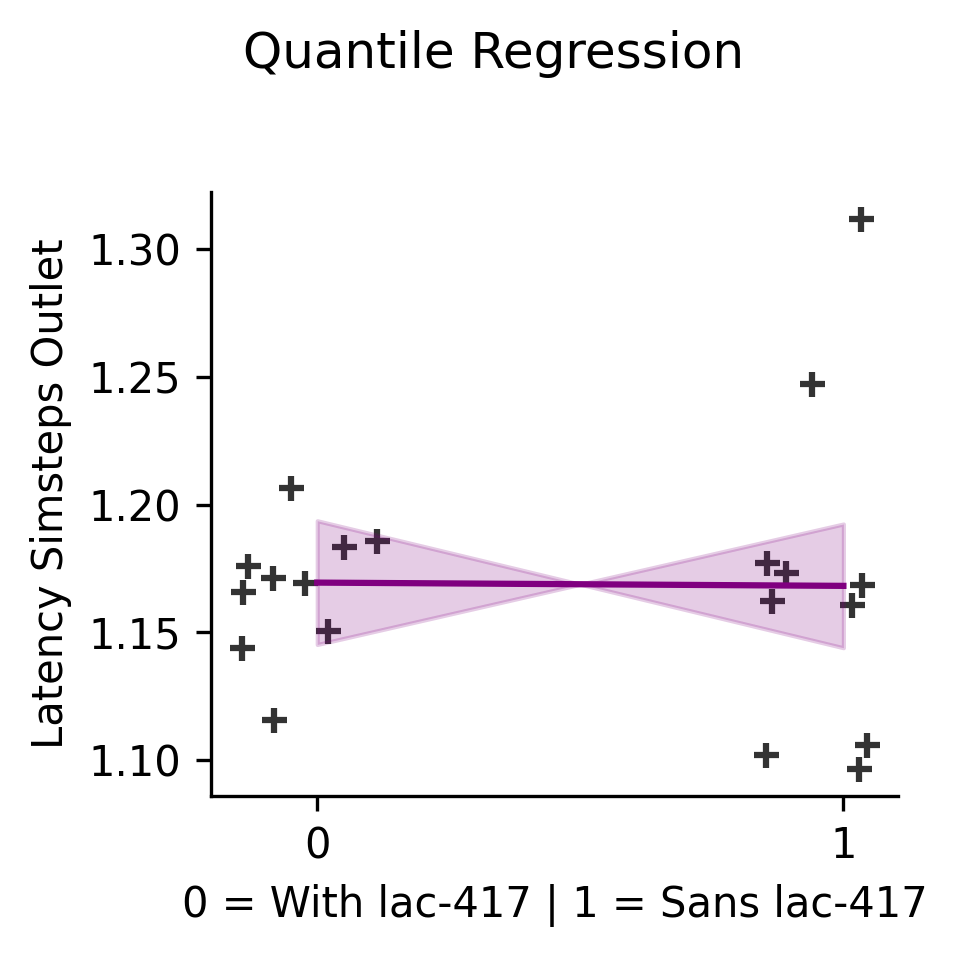 Quantile Regression
Latency Simsteps Outlet
1.30
1.25
1.20
1.15
1.10
0
1
0 = With lac-417 | 1 = Sans lac-417